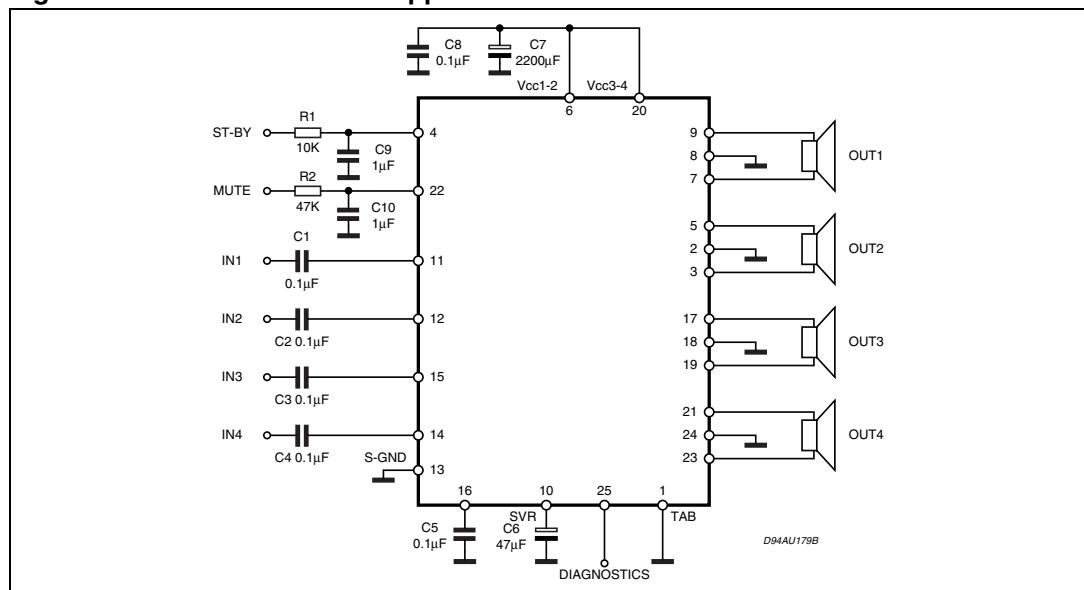 C8
0.1µF
C7
2200µF
Vcc1-2
Vcc3-4
6
20
ST-BY
R1
10K
4
C9
1µF
MUTE
R2
47K
22
C10
1µF
IN1
C1
0.1µF
11
IN2
C2 0.1µF
12
IN3
C3 0.1µF
15
IN4
C4 0.1µF
14
S-GND
13
9
8
7
OUT1
5
2
3
OUT2
17
18
19
OUT3
21
24
23
OUT4
16
10
25
1
SVR
TAB
C5
0.1µF
C6
47µF
DIAGNOSTICS
D94AU179B